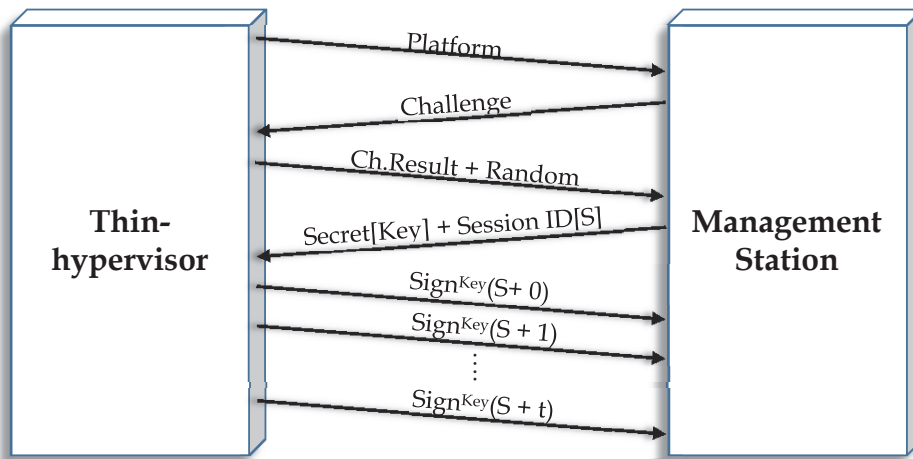 Platform
Challenge
Ch.Result + Random
Secret[Key] + Session ID[S]
Sign^Key(S+ 0)
Sign^Key(S + 1)
⋮
Sign^Key(S + t)
Thin-
hypervisor
Management
Station